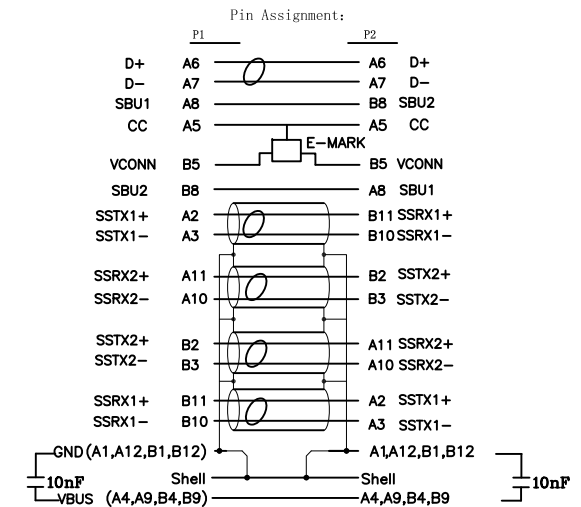 Pin Assignment:
P1 P2
D+ A6 A6 D+
D- A7 A7 D-
SBU1 A8 B8 SBU2
CC A5 A5 CC
E-MARK
VCONN B5 B5 VCONN
SBU2 B8 A8 SBU1
SSTX1+ A2 B11 SSRX1+
SSTX1- A3 B10 SSRX1-
SSRX2+ A11 B2 SSTX2+
SSRX2- A10 B3 SSTX2-
SSTX2+ B2 A11 SSRX2+
SSTX2- B3 A10 SSRX2-
SSRX1+ B11 A2 SSTX1+
SSRX1- B10 A3 SSTX1-
GND (A1,A12,B1,B12) A1,A12,B1,B12
Shell Shell
10nF 10nF
VBUS (A4,A9,B4,B9) A4,A9,B4,B9